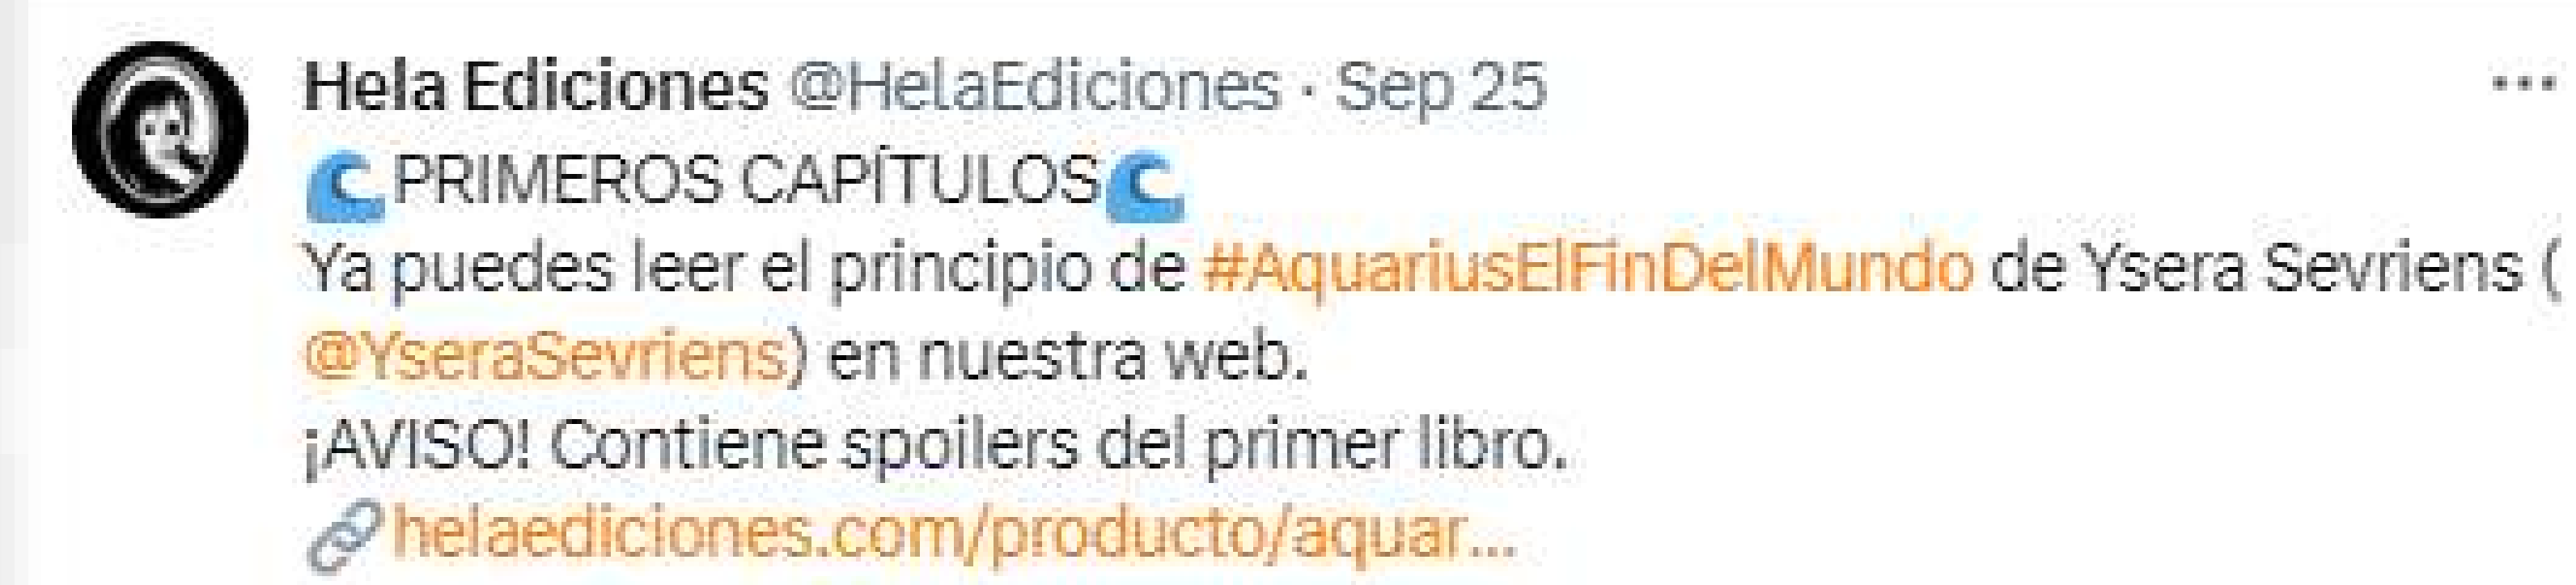 Hela Ediciones @HelaEdiciones · Sep 25
🌊PRIMEROS CAPÍTULOS🌊
Ya puedes leer el principio de #AquariusElFinDelMundo de Ysera Sevriens (
@YseraSevriens) en nuestra web.
¡AVISO! Contiene spoilers del primer libro.
🔗helaediciones.com/producto/aquar...